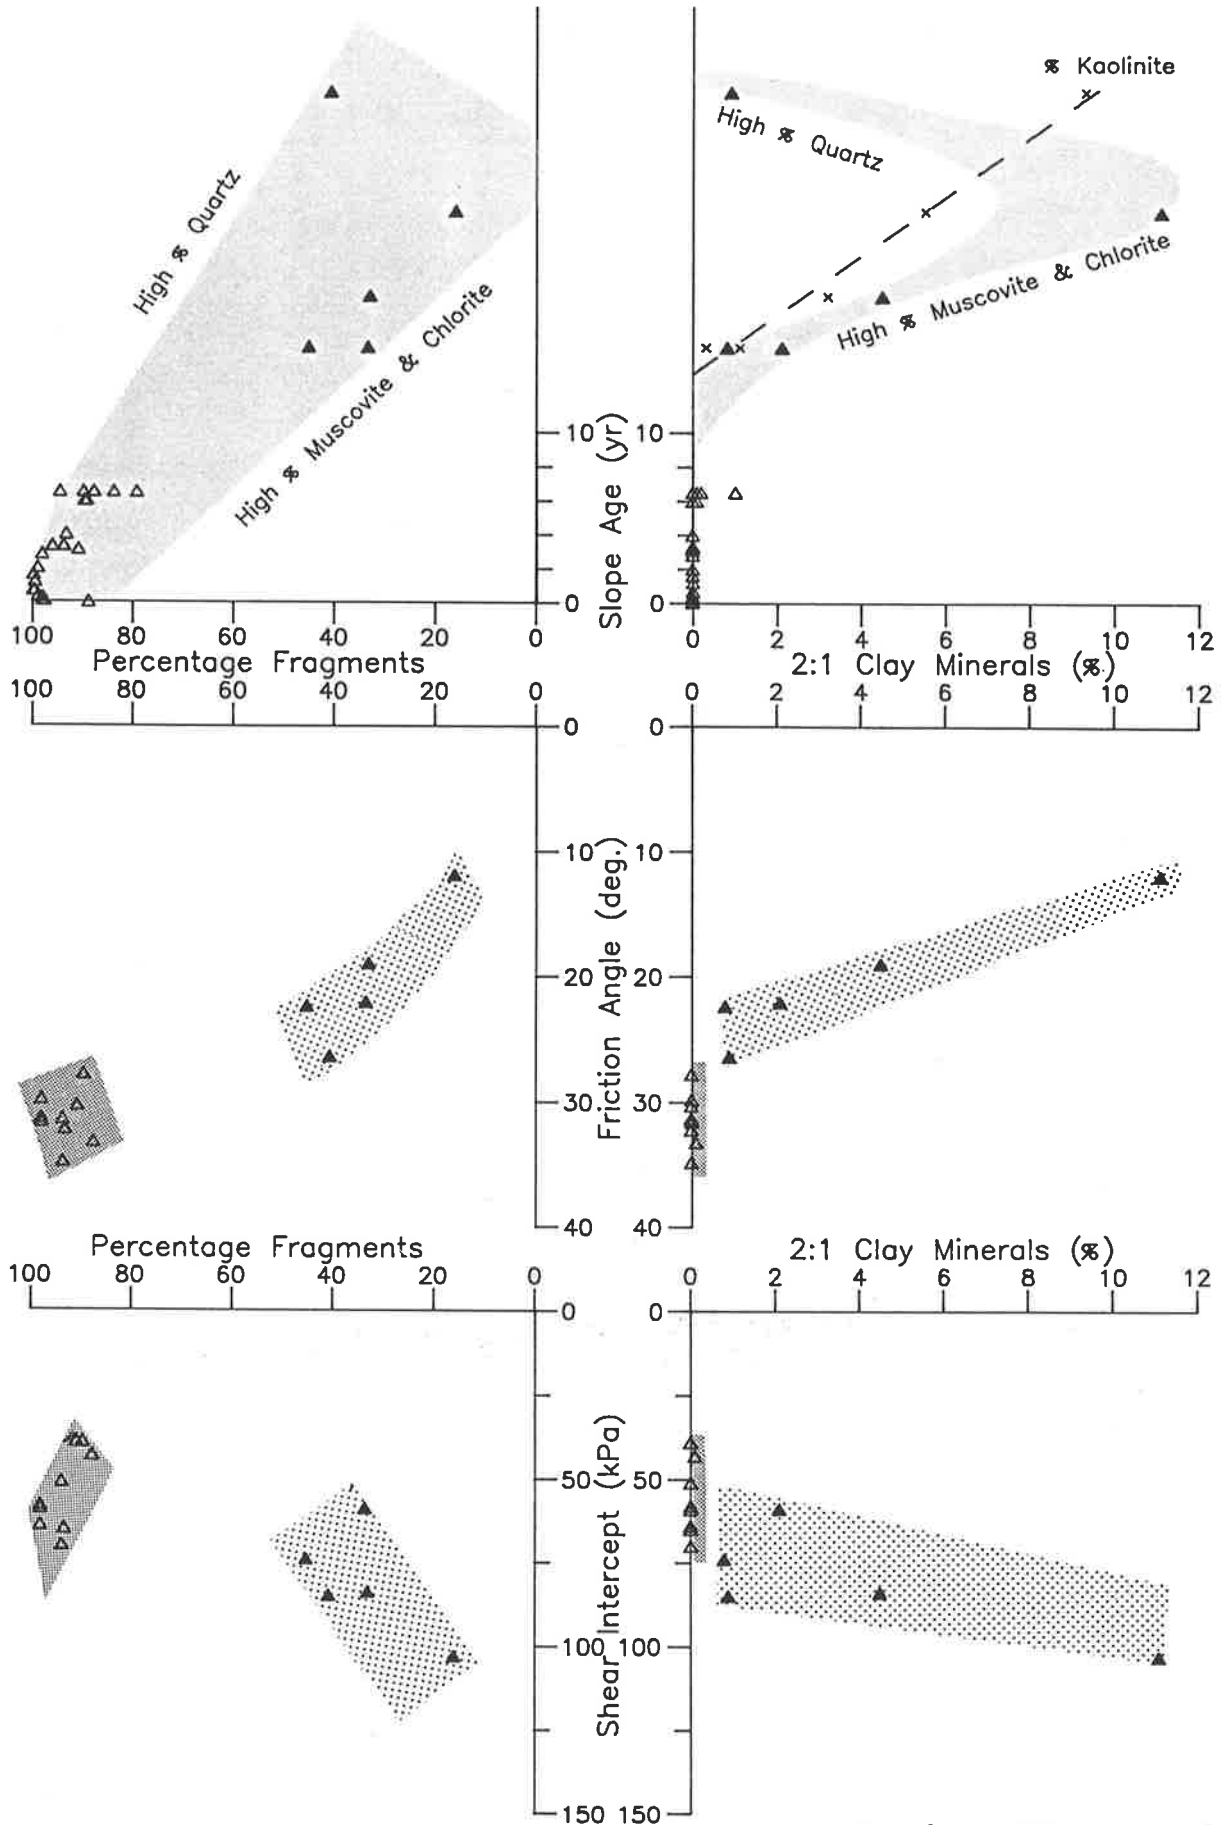 % Kaolinite
High % Quartz
High % Quartz
High % Muscovite & Chlorite
High % Muscovite & Chlorite
Slope Age (yr)
10 10
0 0
100 80 60 40 20 0
0 2 4 6 8 10 12
Percentage Fragments
2:1 Clay Minerals (%)
100 80 60 40 20 0
0 2 4 6 8 10 12
Friction Angle (deg.)
0 0
10 10
20 20
30 30
40 40
Percentage Fragments
2:1 Clay Minerals (%)
100 80 60 40 20 0
0 2 4 6 8 10 12
Shear Intercept (kPa)
0 0
50 50
100 100
150 150